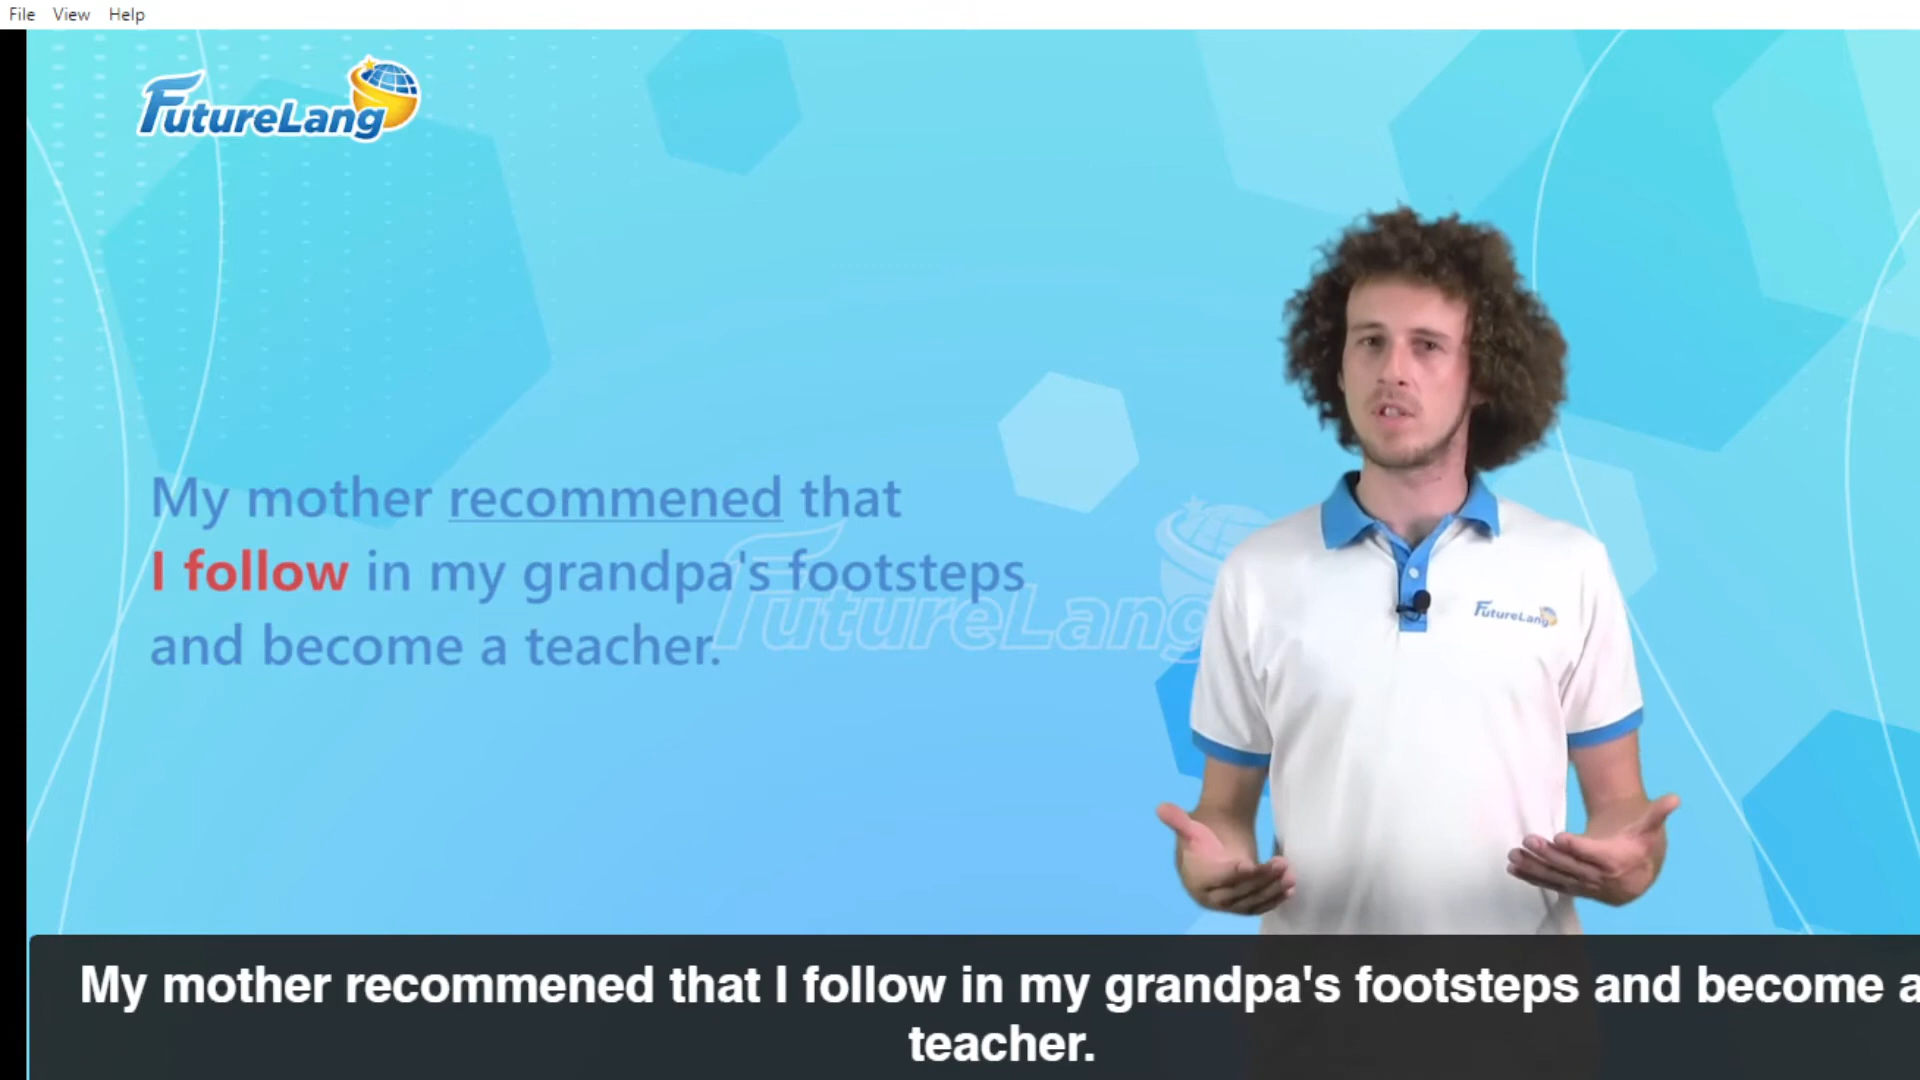 File View Help
FutureLang
My mother recommened that
I follow in my grandpa's footsteps
and become a teacher.
FutureLang
FutureLang
My mother recommened that I follow in my grandpa's footsteps and become a
teacher.